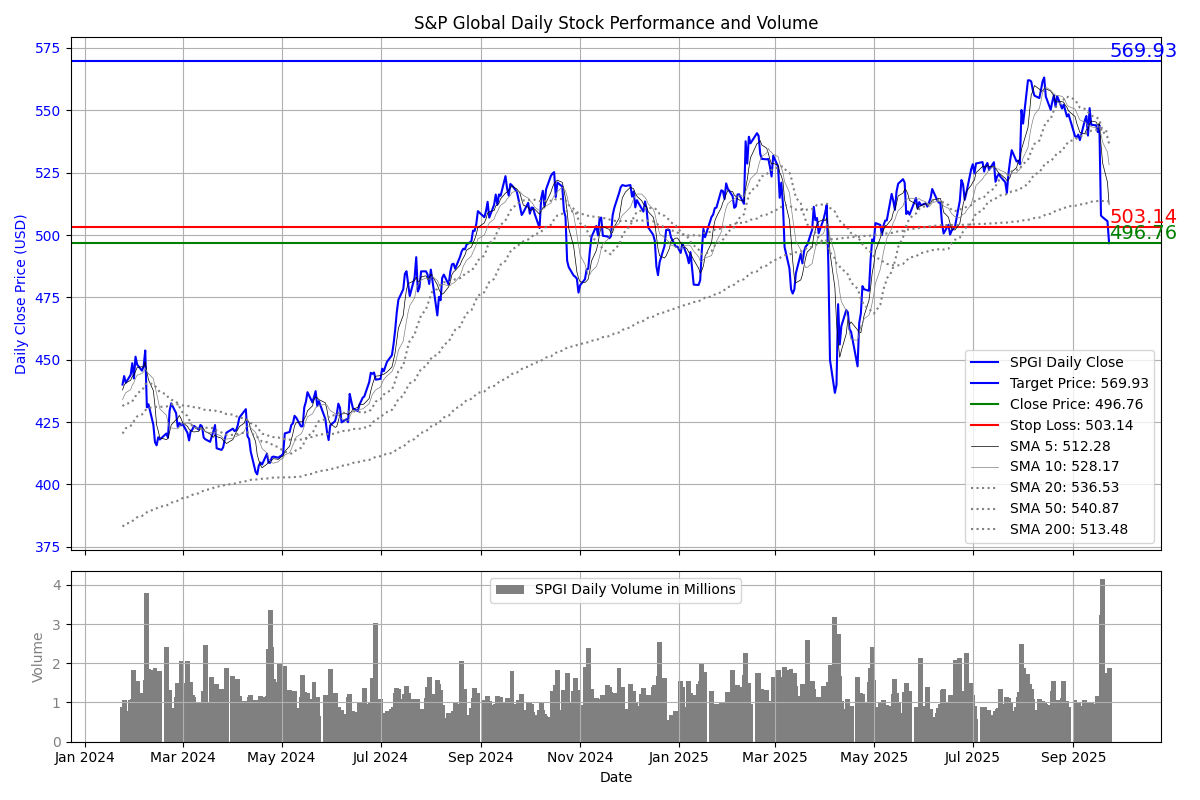 S&P Global Daily Stock Performance and Volume
575
550
525
500
475
450
425
400
375
Daily Close Price (USD)
569.93
503.14
496.76
SPGI Daily Close
Target Price: 569.93
Close Price: 496.76
Stop Loss: 503.14
SMA 5: 512.28
SMA 10: 528.17
SMA 20: 536.53
SMA 50: 540.87
SMA 200: 513.48
4
3
2
1
0
Volume
SPGI Daily Volume in Millions
Jan 2024
Mar 2024
May 2024
Jul 2024
Sep 2024
Nov 2024
Jan 2025
Mar 2025
May 2025
Jul 2025
Sep 2025
Date